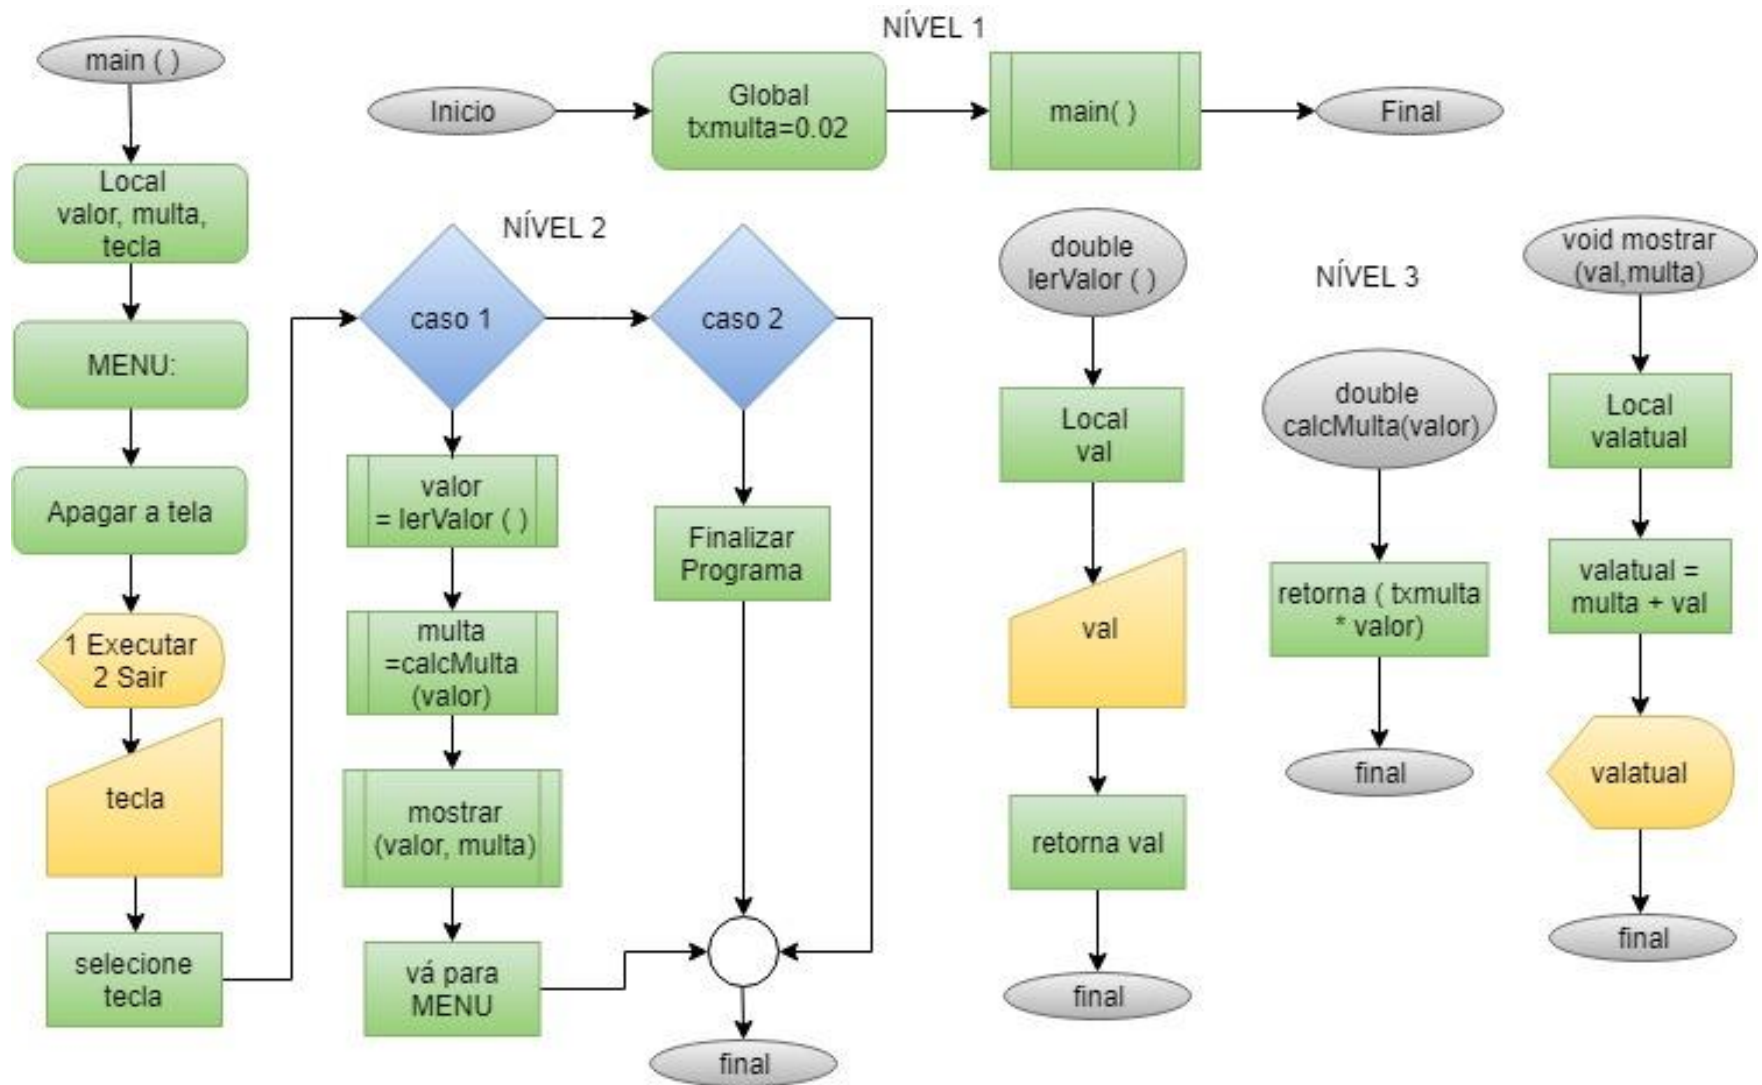 NÍVEL 1
Inicio
Global
txmulta=0.02
main( )
Final
main ( )
Local
valor, multa,
tecla
MENU:
Apagar a tela
1 Executar
2 Sair
tecla
selecione
tecla
NÍVEL 2
caso 1
caso 2
valor
= lerValor ( )
multa
=calcMulta
(valor)
mostrar
(valor, multa)
vá para
MENU
Finalizar
Programa
final
NÍVEL 3
double
lerValor ( )
Local
val
val
retorna val
final
double
calcMulta(valor)
retorna ( txmulta
* valor)
final
void mostrar
(val,multa)
Local
valatual
valatual =
multa + val
valatual
final